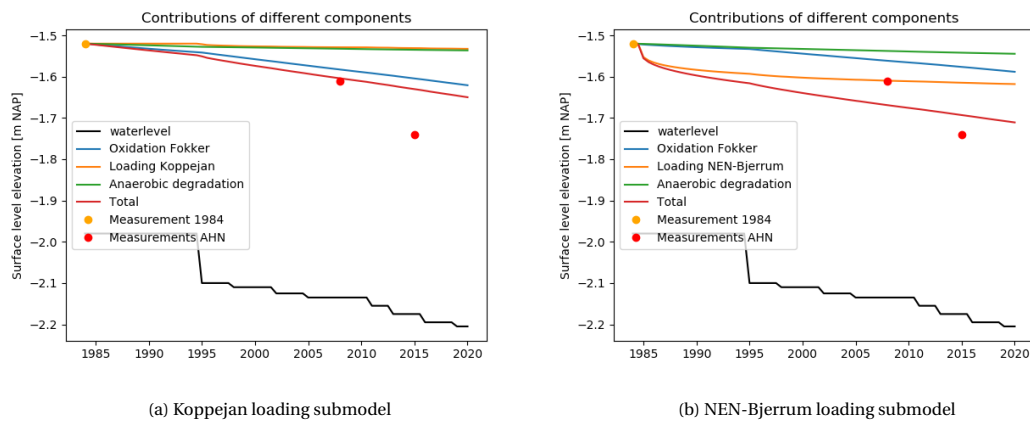 Contributions of different components
Surface level elevation [m NAP]
−1.5
−1.6
−1.7
−1.8
−1.9
−2.0
−2.1
−2.2
waterlevel
Oxidation Fokker
Loading Koppejan
Anaerobic degradation
Total
Measurement 1984
Measurements AHN
1985 1990 1995 2000 2005 2010 2015 2020
(a) Koppejan loading submodel
Contributions of different components
Surface level elevation [m NAP]
−1.5
−1.6
−1.7
−1.8
−1.9
−2.0
−2.1
−2.2
waterlevel
Oxidation Fokker
Loading NEN-Bjerrum
Anaerobic degradation
Total
Measurement 1984
Measurements AHN
1985 1990 1995 2000 2005 2010 2015 2020
(b) NEN-Bjerrum loading submodel